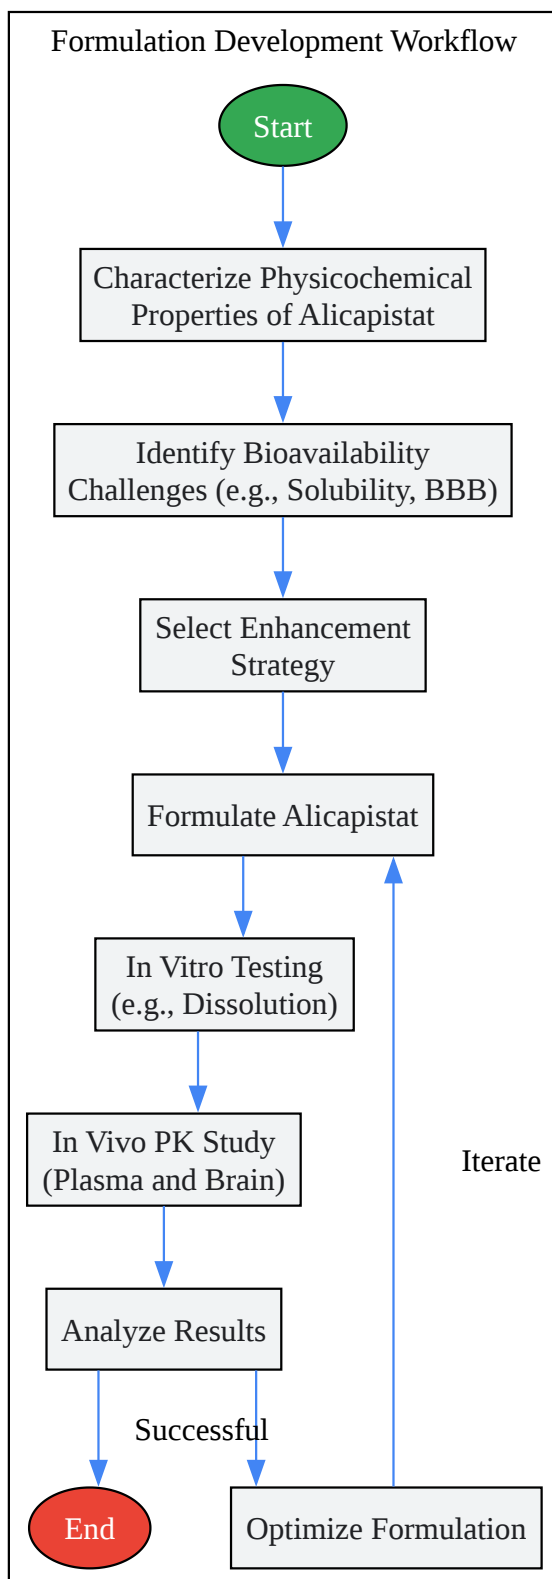 Formulation Development Workflow
Start
Characterize Physicochemical
Properties of Alicapistat
Identify Bioavailability
Challenges (e.g., Solubility, BBB)
Select Enhancement
Strategy
Formulate Alicapistat
In Vitro Testing
(e.g., Dissolution)
In Vivo PK Study
(Plasma and Brain)
Iterate
Analyze Results
Successful
End
Optimize Formulation